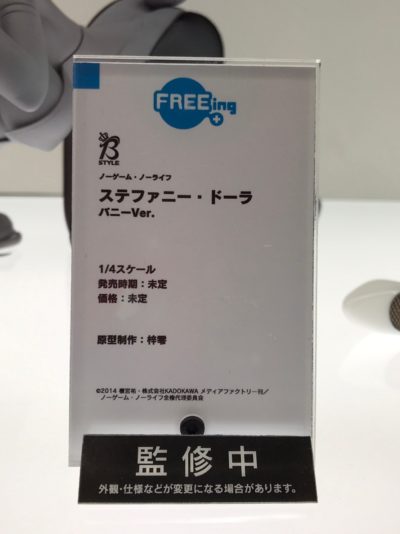 FREEing
B
STYLE
ノーゲーム・ノーライフ
ステファニー・ドーラ
バニーVer.
1/4スケール
発売時期：未定
価格：未定
原型制作：梓澪
©2014 榎宮祐・株式会社KADOKAWA メディアファクトリー刊／
ノーゲーム・ノーライフ全権代理委員会
監修中
外観・仕様などが変更になる場合があります。